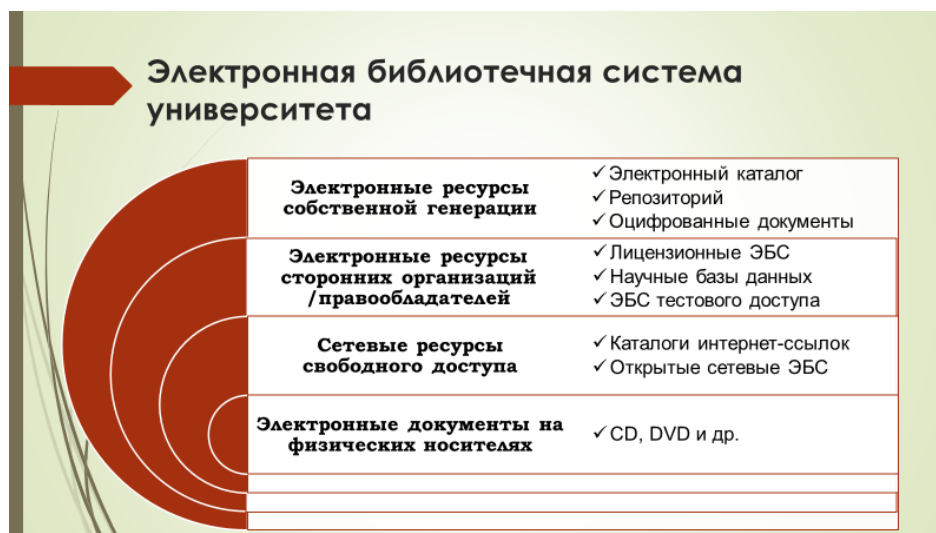 Электронная библиотечная система
университета
Электронные ресурсы
собственной генерации
✓Электронный каталог
✓Репозиторий
✓Оцифрованные документы
Электронные ресурсы
сторонних организаций
/правообладателей
✓Лицензионные ЭБС
✓Научные базы данных
✓ЭБС тестового доступа
Сетевые ресурсы
свободного доступа
✓Каталоги интернет-ссылок
✓Открытые сетевые ЭБС
Электронные документы на
физических носителях
✓CD, DVD и др.